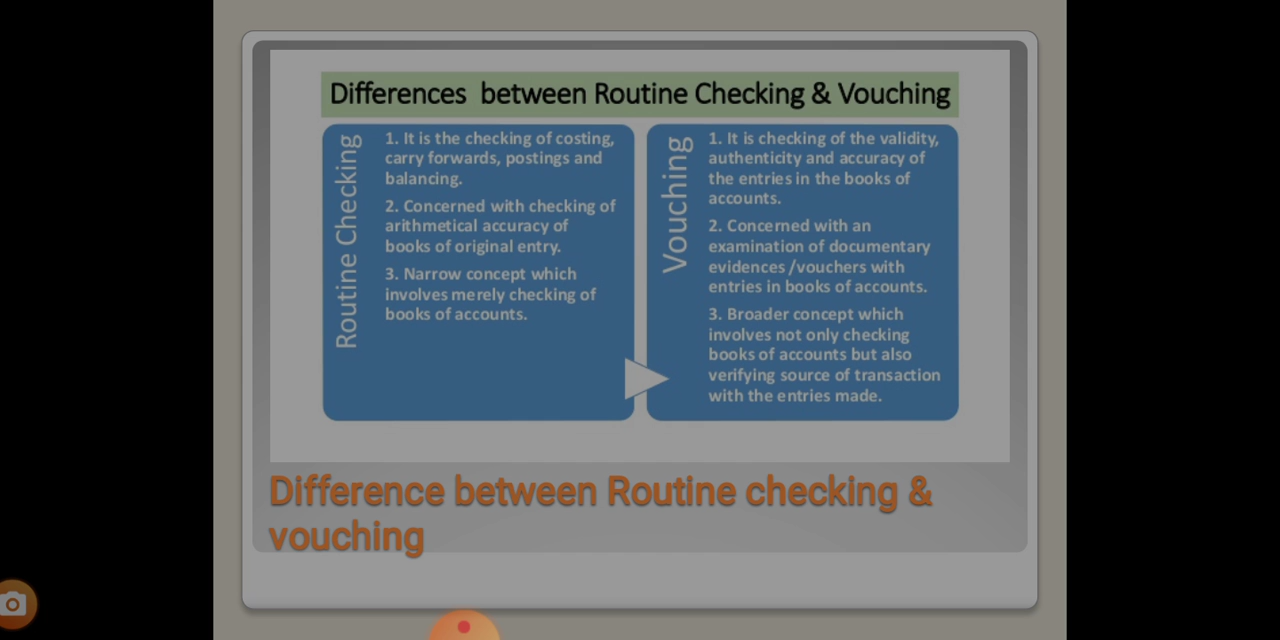 Differences between Routine Checking & Vouching
Routine Checking
1. It is the checking of costing,
carry forwards, postings and
balancing.
2. Concerned with checking of
arithmetical accuracy of
books of original entry.
3. Narrow concept which
involves merely checking of
books of accounts.
Vouching
1. It is checking of the validity,
authenticity and accuracy of
the entries in the books of
accounts.
2. Concerned with an
examination of documentary
evidences /vouchers with
entries in books of accounts.
3. Broader concept which
involves not only checking
books of accounts but also
verifying source of transaction
with the entries made.
Difference between Routine checking &
vouching